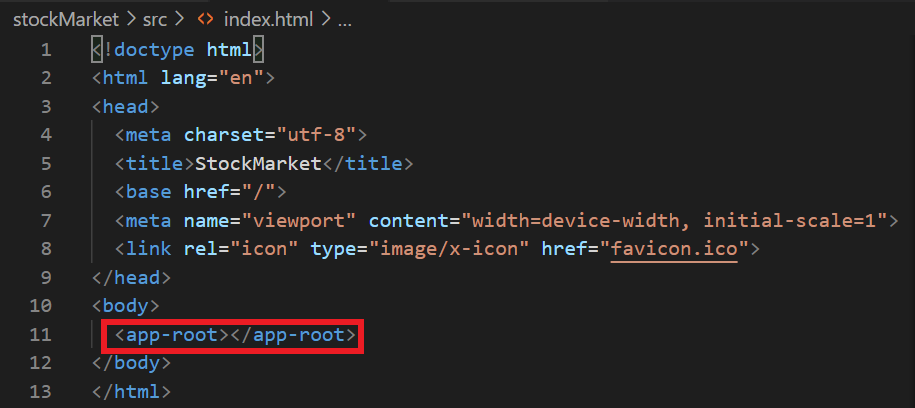 stockMarket > src > <> index.html > ...
1 <!doctype html>
2 <html lang="en">
3 <head>
4 <meta charset="utf-8">
5 <title>StockMarket</title>
6 <base href="/">
7 <meta name="viewport" content="width=device-width, initial-scale=1">
8 <link rel="icon" type="image/x-icon" href="favicon.ico">
9 </head>
10 <body>
11 <app-root></app-root>
12 </body>
13 </html>